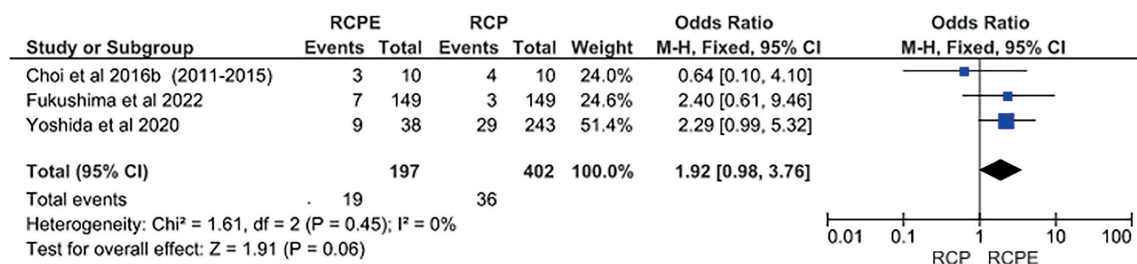 RCPE RCP Odds Ratio Odds Ratio
Study or Subgroup Events Total Events Total Weight M-H, Fixed, 95% CI M-H, Fixed, 95% CI
Choi et al 2016b (2011-2015) 3 10 4 10 24.0% 0.64 [0.10, 4.10]
Fukushima et al 2022 7 149 3 149 24.6% 2.40 [0.61, 9.46]
Yoshida et al 2020 9 38 29 243 51.4% 2.29 [0.99, 5.32]
Total (95% CI) 197 402 100.0% 1.92 [0.98, 3.76]
Total events 19 36
Heterogeneity: Chi² = 1.61, df = 2 (P = 0.45); I² = 0%
Test for overall effect: Z = 1.91 (P = 0.06)
0.01 0.1 1 10 100
RCP RCPE